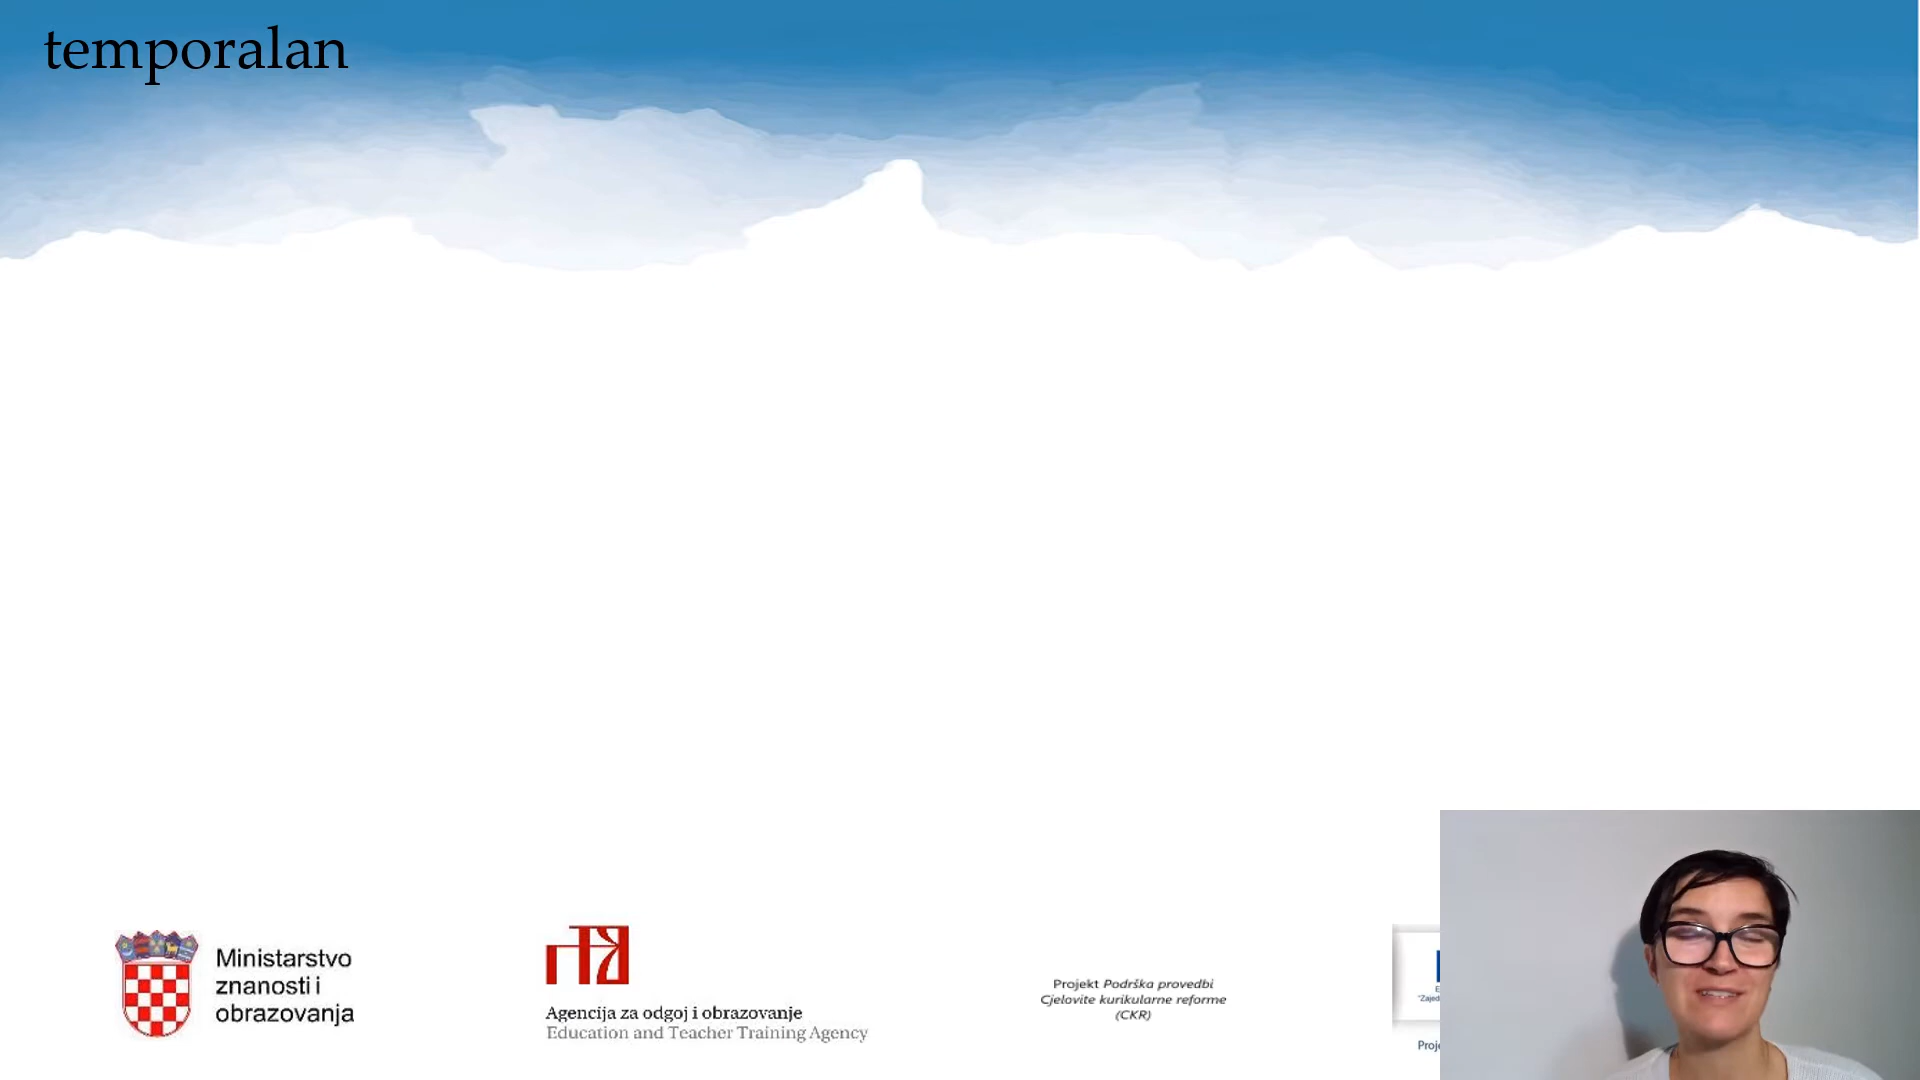 temporalan
Ministarstvo
znanosti i
obrazovanja
Agencija za odgoj i obrazovanje
Education and Teacher Training Agency
Projekt Podrška provedbi
Cjelovite kurikularne reforme
(CKR)